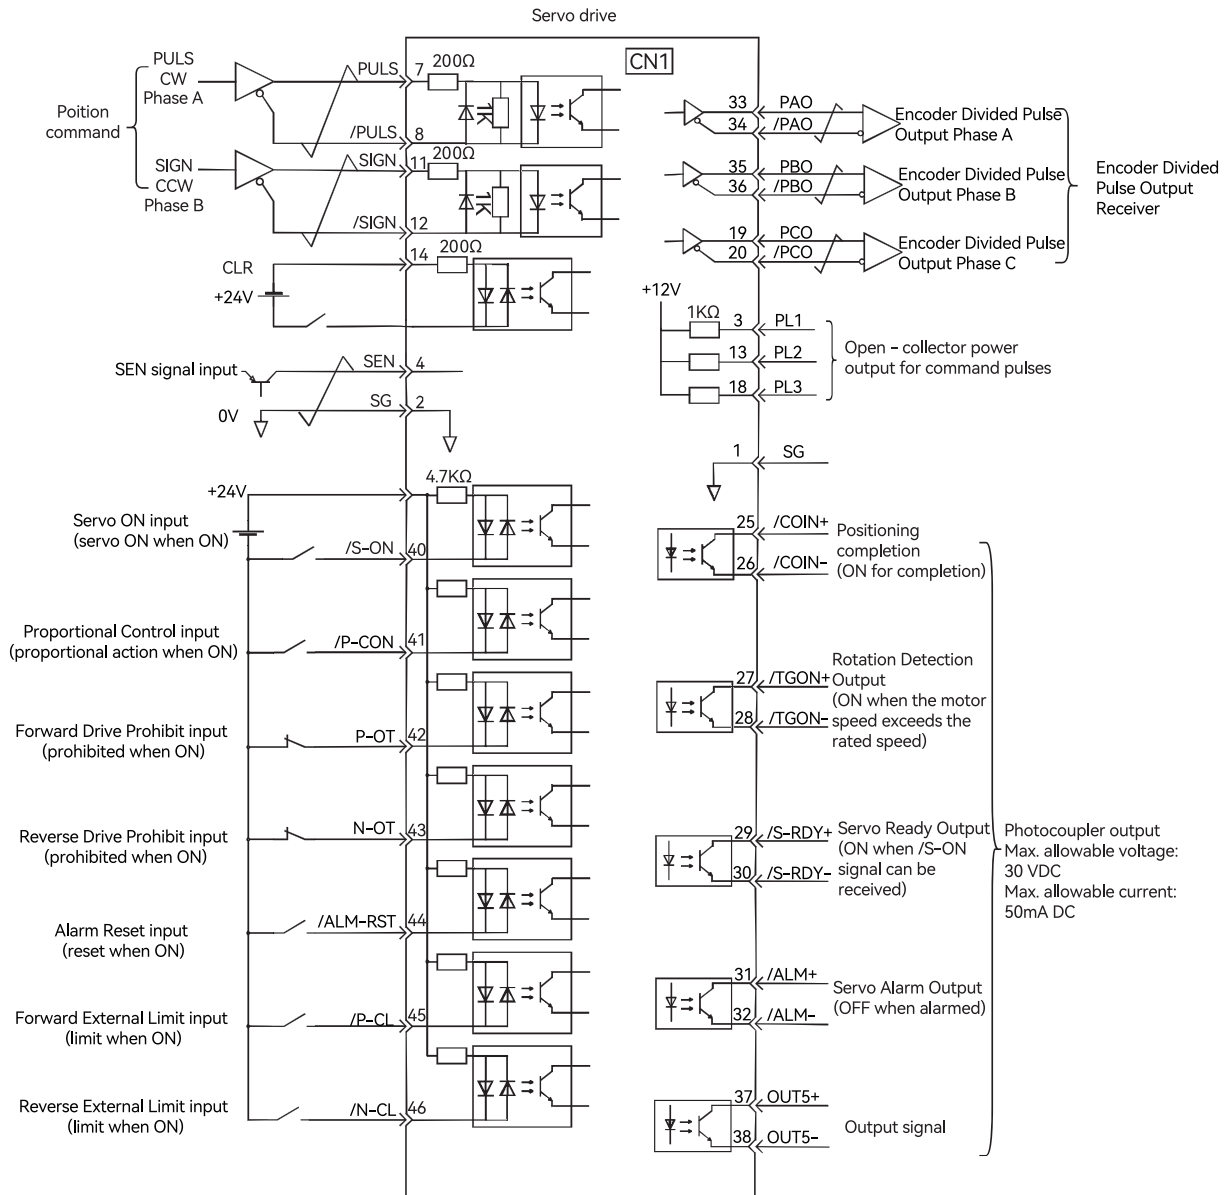 Servo drive
CN1
PULS
CW
Phase A
Poition
command
SIGN
CCW
Phase B
PULS
7
200Ω
1K
/PULS
8
SIGN
11
200Ω
1K
/SIGN
12
CLR
+24V
14
200Ω
SEN signal input
SEN
4
0V
SG
2
+24V
4.7KΩ
Servo ON input
(servo ON when ON)
/S-ON
40
Proportional Control input
(proportional action when ON)
/P-CON
41
Forward Drive Prohibit input
(prohibited when ON)
P-OT
42
Reverse Drive Prohibit input
(prohibited when ON)
N-OT
43
Alarm Reset input
(reset when ON)
/ALM-RST
44
Forward External Limit input
(limit when ON)
/P-CL
45
Reverse External Limit input
(limit when ON)
/N-CL
46
33
PAO
34
/PAO
Encoder Divided Pulse
Output Phase A
35
PBO
36
/PBO
Encoder Divided Pulse
Output Phase B
19
PCO
20
/PCO
Encoder Divided Pulse
Output Phase C
Encoder Divided
Pulse Output
Receiver
+12V
1KΩ
3
PL1
13
PL2
18
PL3
Open - collector power
output for command pulses
1
SG
25
/COIN+
26
/COIN-
Positioning
completion
(ON for completion)
27
/TGON+
28
/TGON-
Rotation Detection
Output
(ON when the motor
speed exceeds the
rated speed)
29
/S-RDY+
30
/S-RDY-
Servo Ready Output
(ON when /S-ON
signal can be
received)
31
/ALM+
32
/ALM-
Servo Alarm Output
(OFF when alarmed)
37
OUT5+
38
OUT5-
Output signal
Photocoupler output
Max. allowable voltage:
30 VDC
Max. allowable current:
50mA DC